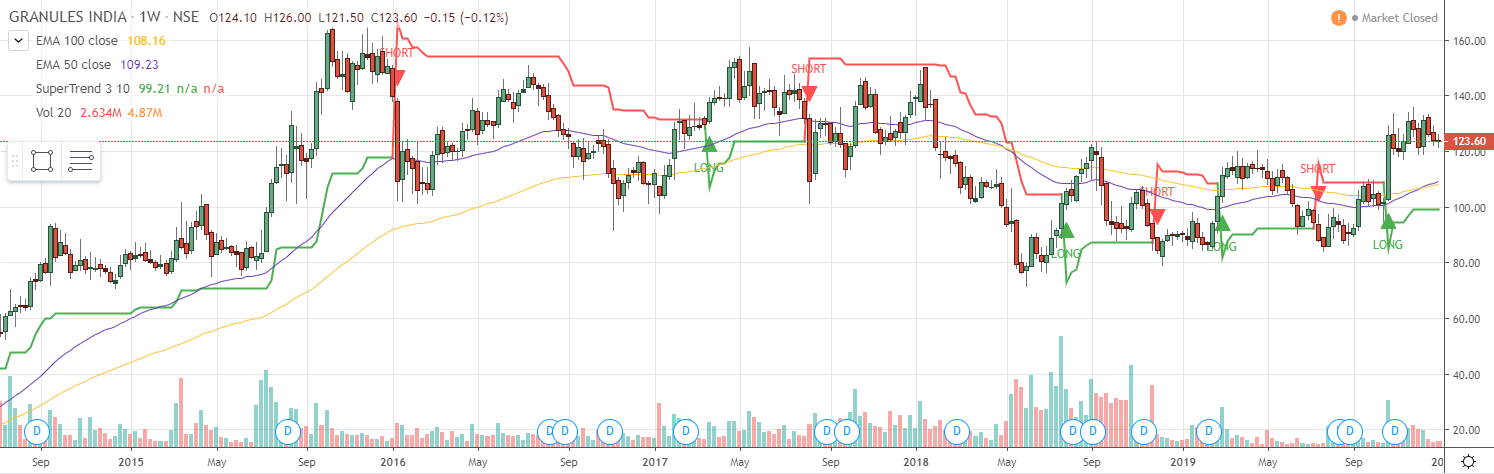 GRANULES INDIA · 1W · NSE O124.10 H126.00 L121.50 C123.60 −0.15 (−0.12%)
! Market Closed
EMA 100 close 108.16
EMA 50 close 109.23
SuperTrend 3 10 99.21 n/a n/a
Vol 20 2.634M 4.87M
160.00
140.00
123.60
120.00
100.00
80.00
60.00
40.00
20.00
SHORT
LONG
SHORT
LONG
SHORT
LONG
SHORT
LONG
D D D D D D D D D D D D D D D D
Sep 2015 May Sep 2016 May Sep 2017 May Sep 2018 May Sep 2019 May Sep 20